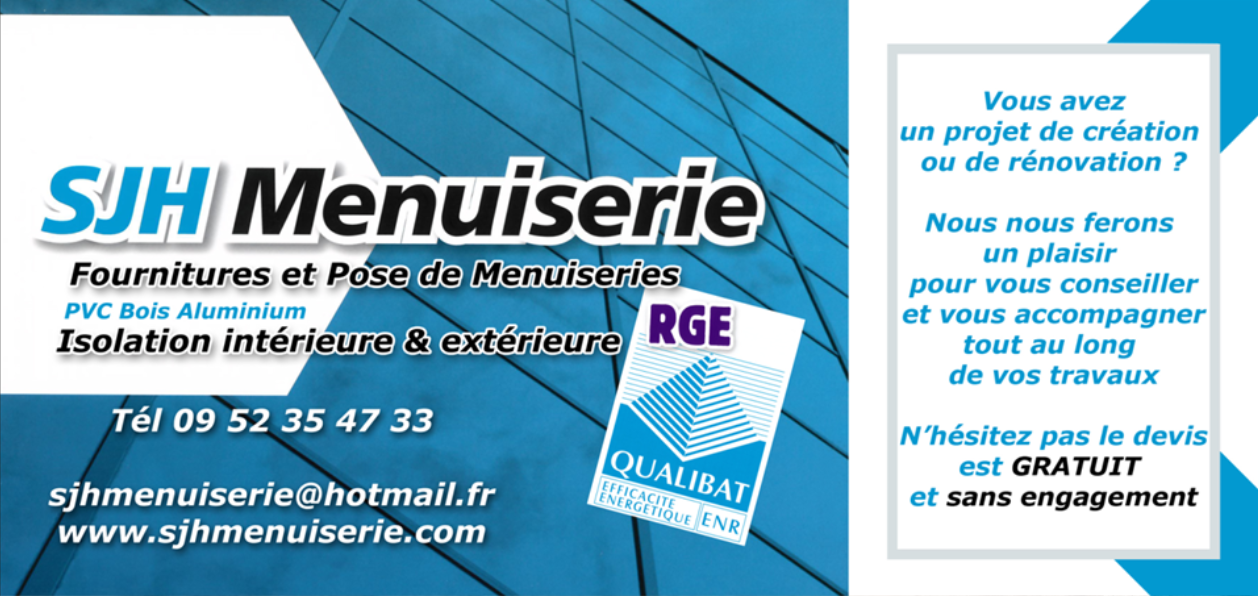 SJH Menuiserie
Fournitures et Pose de Menuiseries
PVC Bois Aluminium
Isolation intérieure & extérieure
RGE
QUALIBAT
EFFICACITE
ENERGETIQUE
ENR
Tél 09 52 35 47 33
sjhmenuiserie@hotmail.fr
www.sjhmenuiserie.com
Vous avez
un projet de création
ou de rénovation ?
Nous nous ferons
un plaisir
pour vous conseiller
et vous accompagner
tout au long
de vos travaux
N’hésitez pas le devis
est GRATUIT
et sans engagement